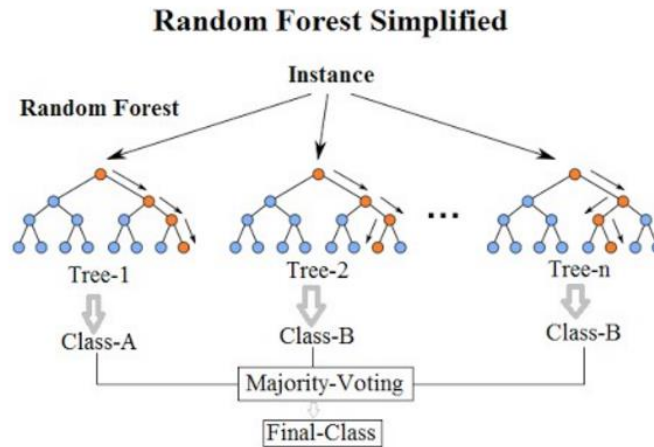 Random Forest Simplified
Instance
Random Forest
...
Tree-1
Tree-2
Tree-n
Class-A
Class-B
Class-B
Majority-Voting
Final-Class